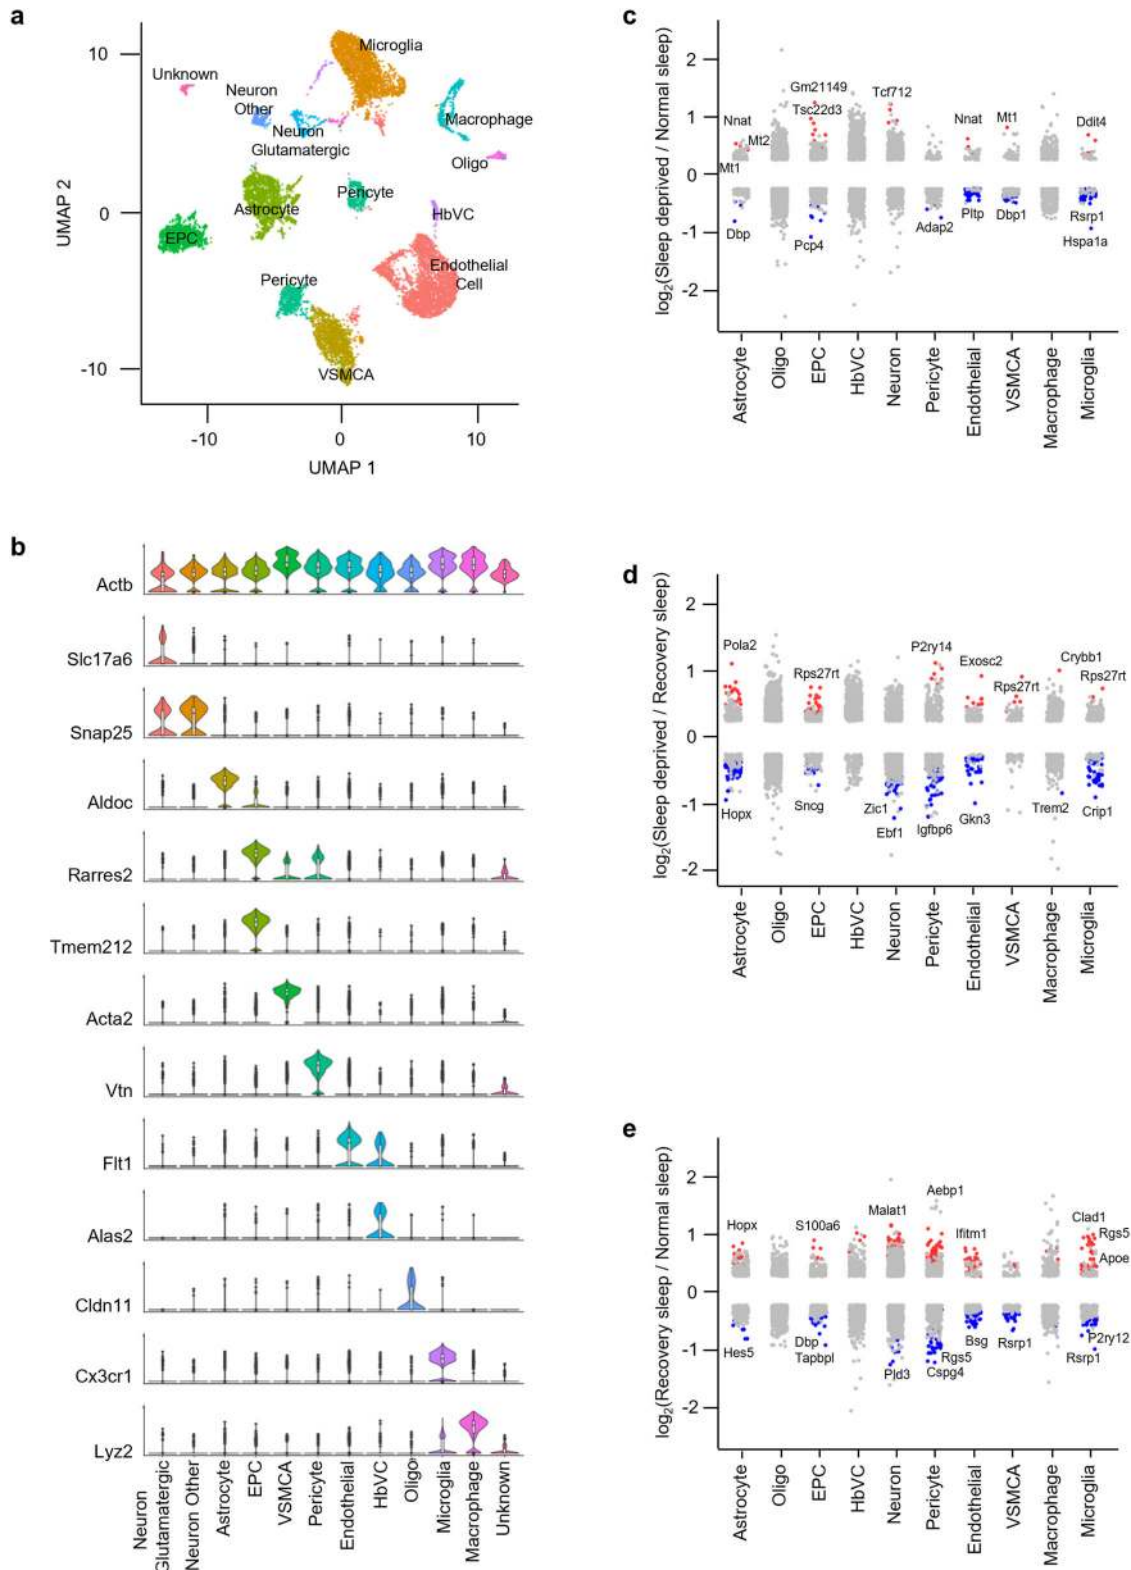 a
10
0
-10
UMAP 2
-10
0
10
UMAP 1
Microglia
Unknown
Neuron
Other
Neuron
Glutamatergic
Macrophage
Oligo
Pericyte
Astrocyte
HbVC
EPC
Endothelial
Cell
Pericyte
VSMCA
b
Actb
Slc17a6
Snap25
Aldoc
Rarres2
Tmem212
Acta2
Vtn
Flt1
Alas2
Cldn11
Cx3cr1
Lyz2
Neuron
Glutamatergic
Neuron Other
Astrocyte
EPC
VSMCA
Pericyte
Endothelial
HbVC
Oligo
Microglia
Macrophage
Unknown
c
log2(Sleep deprived / Normal sleep)
2
1
0
-1
-2
Nnat
Mt2
Mt1
Dbp
Gm21149
Tsc22d3
Pcp4
Tcf712
Adap2
Nnat
Pltp
Mt1
Dbp1
Ddit4
Rsrp1
Hspa1a
Astrocyte
Oligo
EPC
HbVC
Neuron
Pericyte
Endothelial
VSMCA
Macrophage
Microglia
d
log2(Sleep deprived / Recovery sleep)
2
1
0
-1
-2
Pola2
Hopx
Rps27rt
Sncg
Zic1
Ebf1
P2ry14
Igfbp6
Exosc2
Gkn3
Rps27rt
Crybb1
Trem2
Rps27rt
Crip1
Astrocyte
Oligo
EPC
HbVC
Neuron
Pericyte
Endothelial
VSMCA
Macrophage
Microglia
e
log2(Recovery sleep / Normal sleep)
2
1
0
-1
-2
Hopx
Hes5
S100a6
Dbp
Tapbpl
Malat1
Pld3
Aebp1
Rgs5
Cspg4
Ifitm1
Bsg
Rsrp1
Clad1
Rgs5
Apoe
P2ry12
Rsrp1
Astrocyte
Oligo
EPC
HbVC
Neuron
Pericyte
Endothelial
VSMCA
Macrophage
Microglia